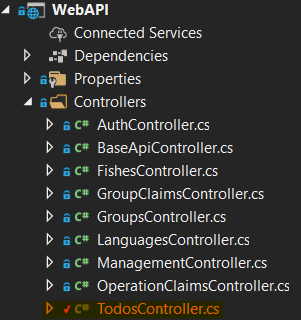 WebAPI
Connected Services
Dependencies
Properties
Controllers
C# AuthController.cs
C# BaseApiController.cs
C# FishesController.cs
C# GroupClaimsController.cs
C# GroupsController.cs
C# LanguagesController.cs
C# ManagementController.cs
C# OperationClaimsController.cs
C# TodosController.cs